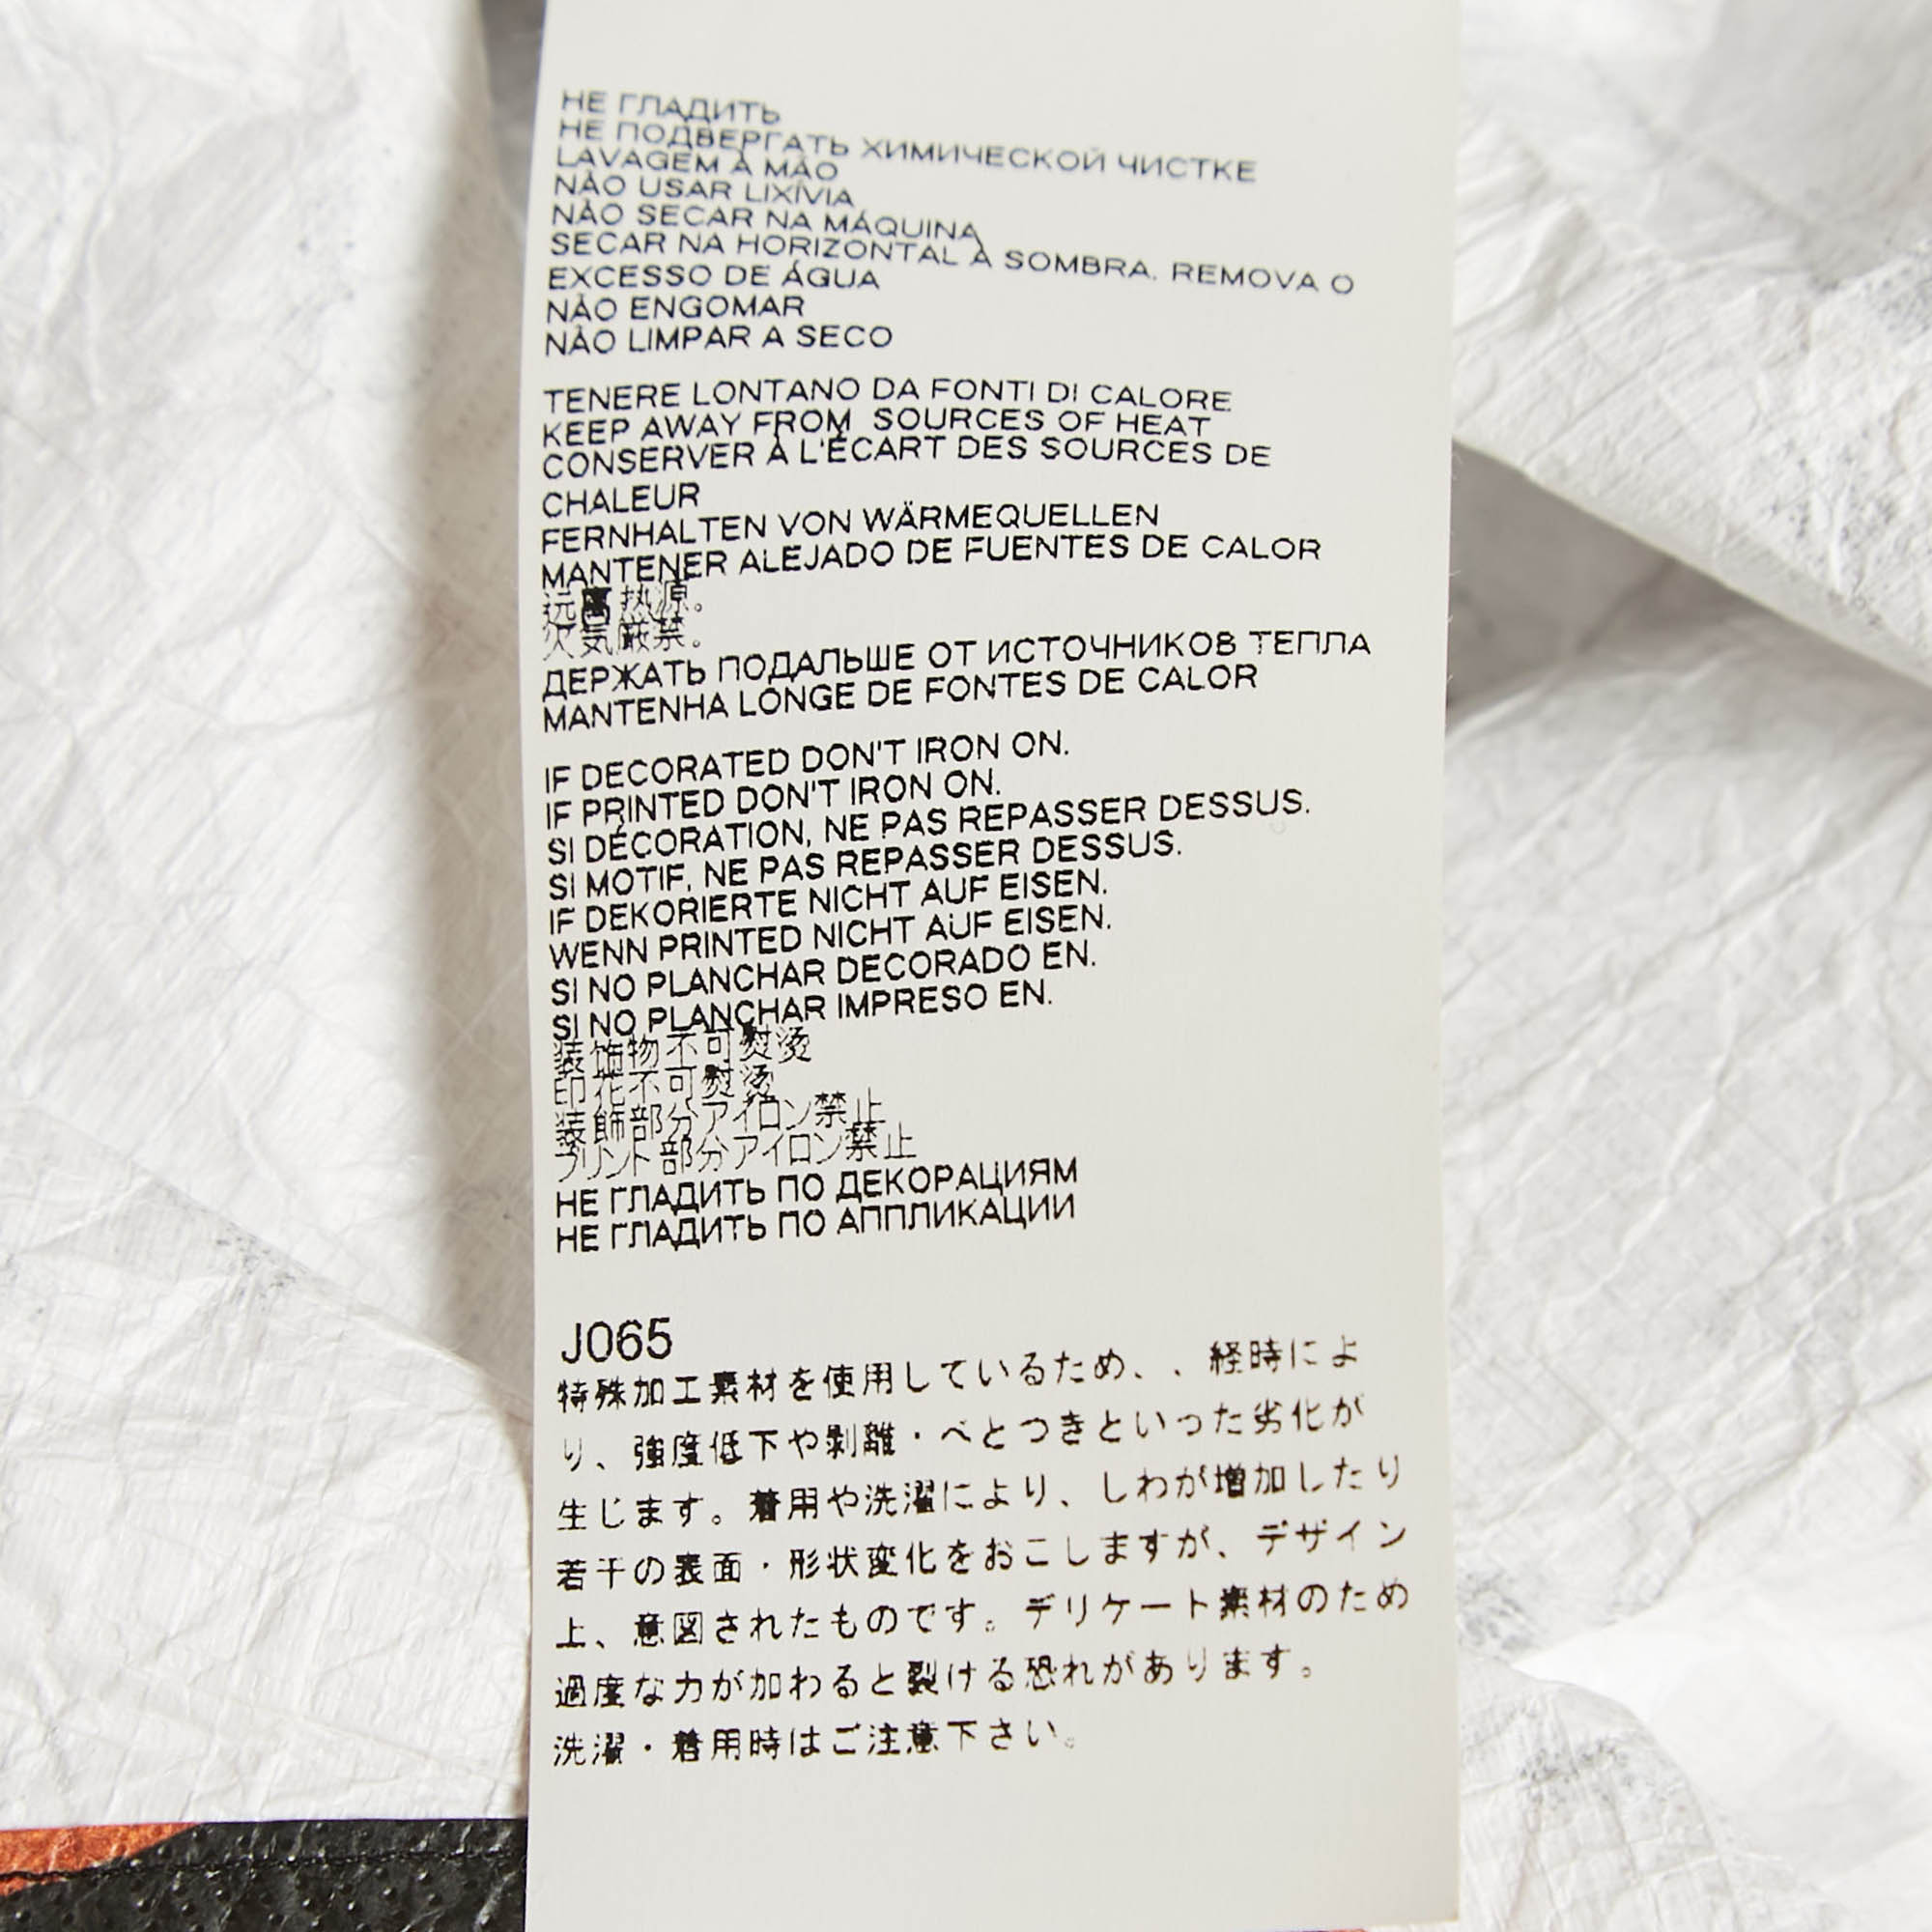 НЕ ГЛАДИТЬ
НЕ ПОДВЕРГАТЬ ХИМИЧЕСКОЙ ЧИСТКЕ
LAVAGEM À MÃO
NÃO USAR LIXÍVIA
NÃO SECAR NA MÁQUINA
SECAR NA HORIZONTAL À SOMBRA. REMOVA O
EXCESSO DE ÁGUA
NÃO ENGOMAR
NÃO LIMPAR A SECO
TENERE LONTANO DA FONTI DI CALORE
KEEP AWAY FROM SOURCES OF HEAT
CONSERVER À L'ÉCART DES SOURCES DE
CHALEUR
FERNHALTEN VON WÄRMEQUELLEN
MANTENER ALEJADO DE FUENTES DE CALOR
远离热源。
火気厳禁。
ДЕРЖАТЬ ПОДАЛЬШЕ ОТ ИСТОЧНИКОВ ТЕПЛА
MANTENHA LONGE DE FONTES DE CALOR
IF DECORATED DON'T IRON ON.
IF PRINTED DON'T IRON ON.
SI DÉCORATION, NE PAS REPASSER DESSUS.
SI MOTIF, NE PAS REPASSER DESSUS.
IF DEKORIERTE NICHT AUF EISEN.
WENN PRINTED NICHT AUF EISEN.
SI NO PLANCHAR DECORADO EN.
SI NO PLANCHAR IMPRESO EN.
装饰物不可熨烫
印花不可熨烫
装飾部分アイロン禁止
プリント部分アイロン禁止
НЕ ГЛАДИТЬ ПО ДЕКОРАЦИЯМ
НЕ ГЛАДИТЬ ПО АППЛИКАЦИИ
J065
特殊加工素材を使用しているため、、経時によ
り、強度低下や剥離・べとつきといった劣化が
生じます。着用や洗濯により、しわが増加したり
若干の表面・形状変化をおこしますが、デザイン
上、意図されたものです。デリケート素材のため
過度な力が加わると裂ける恐れがあります。
洗濯・着用時はご注意下さい。